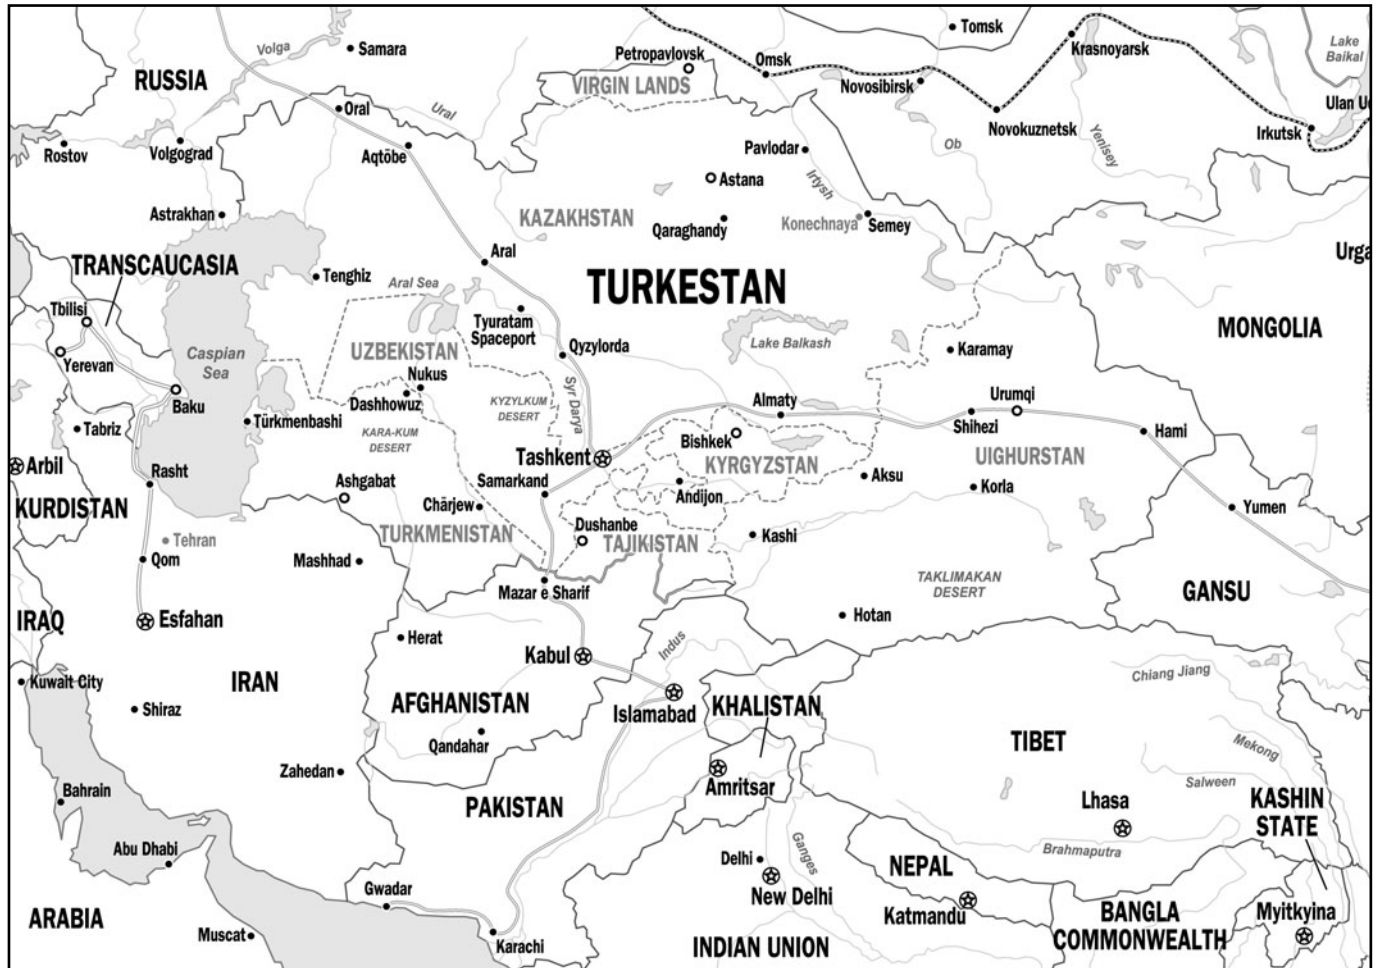 Tomsk
Volga
Samara
Petropavlovsk
Omsk
Krasnoyarsk
Lake
Baikal
RUSSIA
VIRGIN LANDS
Novosibirsk
Ulan U
Oral
Ural
Novokuznetsk
Irkutsk
Rostov
Volgograd
Aqtöbe
Pavlodar
Ob
Yenisey
Astana
Irtysh
Astrakhan
KAZAKHSTAN
Qaraghandy
Konechnaya
Semey
Aral
Urga
TRANSCAUCASIA
Tenghiz
Aral Sea
TURKESTAN
Tbilisi
Tyuratam
Spaceport
MONGOLIA
Caspian
Sea
UZBEKISTAN
Qyzylorda
Lake Balkash
Karamay
Yerevan
Nukus
Baku
Dashhowuz
KYZYLKUM
DESERT
Syr Darya
Almaty
Urumqi
Tabriz
Türkmenbashi
KARA-KUM
DESERT
Bishkek
Shihezi
Hami
Arbil
Tashkent
KYRGYZSTAN
UIGHURSTAN
Rasht
Ashgabat
Samarkand
Andijon
Aksu
Korla
KURDISTAN
Chärjew
Yumen
Tehran
TURKMENISTAN
Dushanbe
TAJIKISTAN
Kashi
Qom
Mashhad
TAKLIMAKAN
DESERT
Mazar e Sharif
GANSU
IRAQ
Esfahan
Hotan
Herat
Indus
Kabul
Kuwait City
IRAN
Chiang Jiang
AFGHANISTAN
Islamabad
KHALISTAN
Shiraz
Qandahar
TIBET
Mekong
Zahedan
Amritsar
Salween
Bahrain
PAKISTAN
Lhasa
KASHIN
STATE
Abu Dhabi
Delhi
Ganges
Brahmaputra
Gwadar
NEPAL
New Delhi
ARABIA
Katmandu
BANGLA
COMMONWEALTH
Myitkyina
Muscat
Karachi
INDIAN UNION